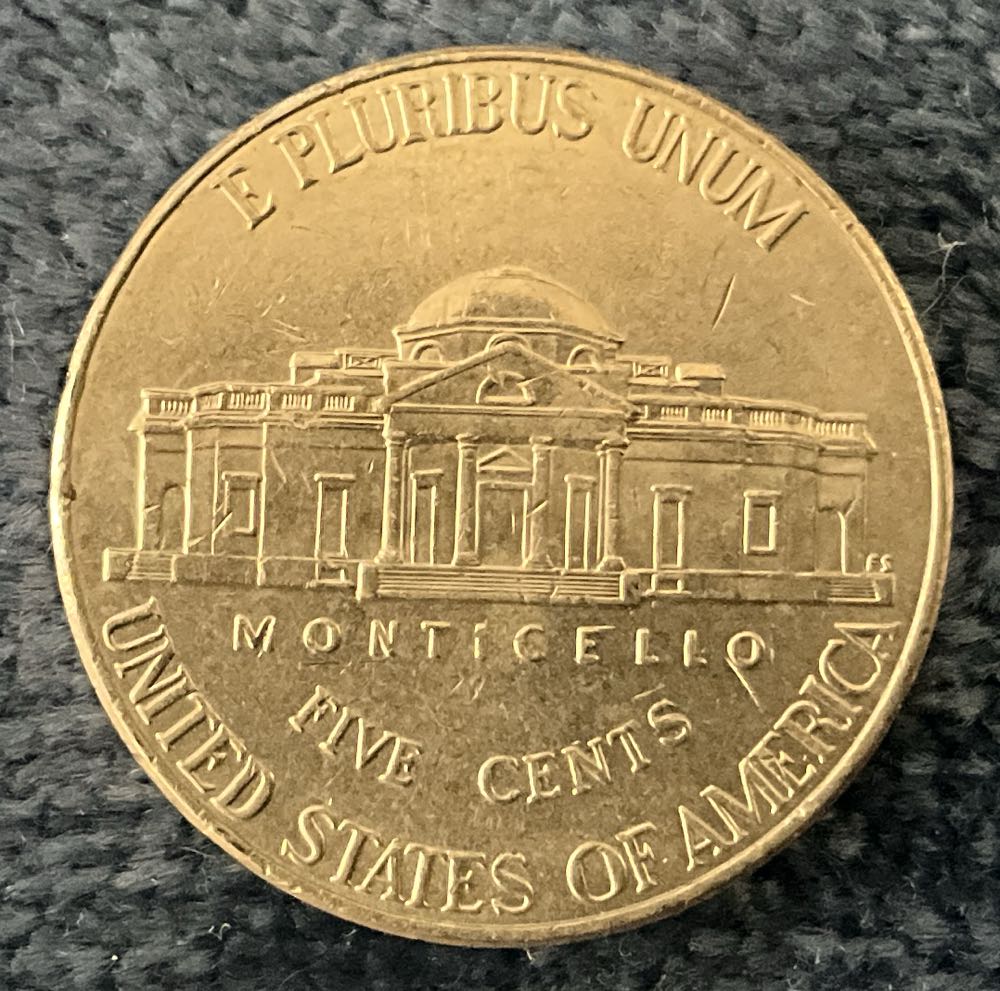 E PLURIBUS UNUM
FS
MONTICELLO
FIVE CENTS
UNITED STATES OF AMERICA